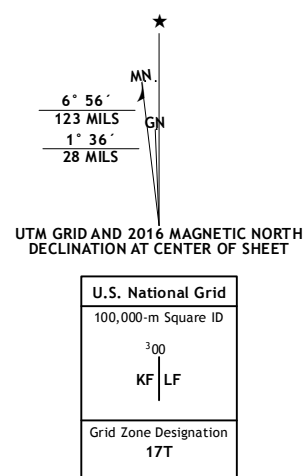 ★
MN.
6° 56´
123 MILS
GN
1° 36´
28 MILS
UTM GRID AND 2016 MAGNETIC NORTH
DECLINATION AT CENTER OF SHEET
U.S. National Grid
100,000-m Square ID
³00
KF LF
Grid Zone Designation
17T